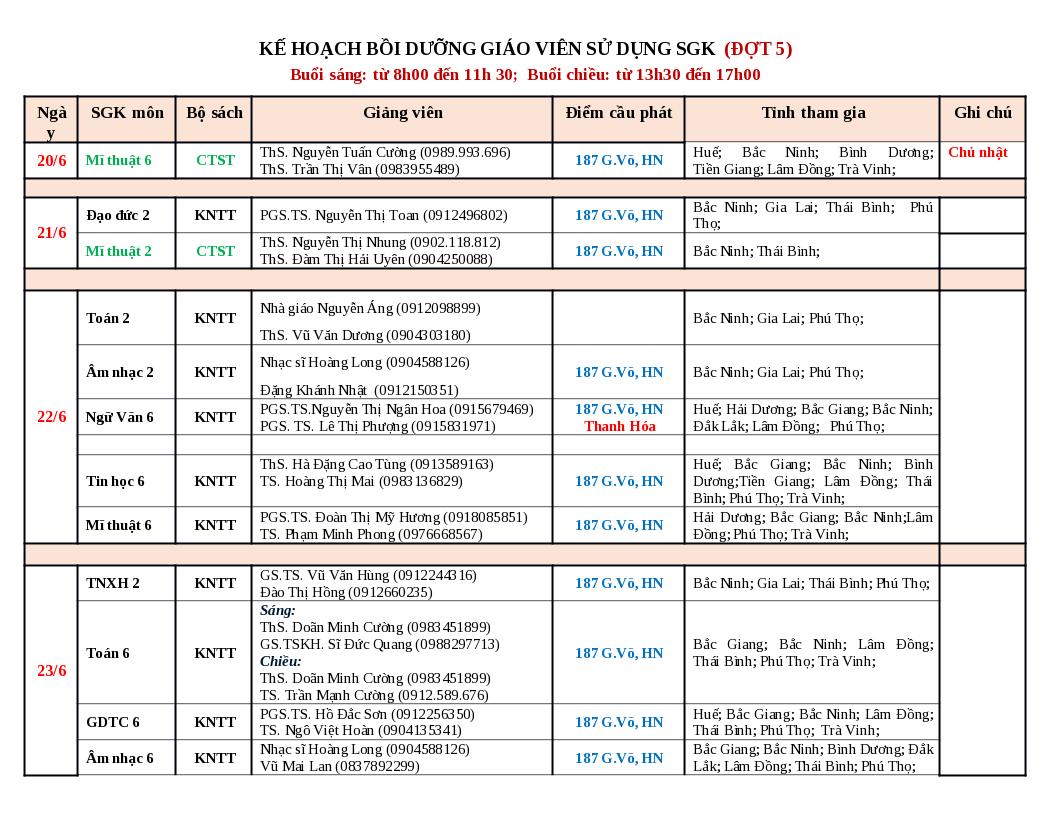 KẾ HOẠCH BỒI DƯỠNG GIÁO VIÊN SỬ DỤNG SGK (ĐỢT 5)
Buổi sáng: từ 8h00 đến 11h 30; Buổi chiều: từ 13h30 đến 17h00
Ngà
y
SGK môn
Bộ sách
Giảng viên
Điểm cầu phát
Tỉnh tham gia
Ghi chú
20/6
Mĩ thuật 6
CTST
ThS. Nguyễn Tuấn Cường (0989.993.696)
ThS. Trần Thị Vân (0983955489)
187 G.Võ, HN
Huế; Bắc Ninh; Bình Dương;
Tiền Giang; Lâm Đồng; Trà Vinh;
Chủ nhật
21/6
Đạo đức 2
KNTT
PGS.TS. Nguyễn Thị Toan (0912496802)
187 G.Võ, HN
Bắc Ninh; Gia Lai; Thái Bình; Phú
Thọ;
Mĩ thuật 2
CTST
ThS. Nguyễn Thị Nhung (0902.118.812)
ThS. Đàm Thị Hải Uyên (0904250088)
187 G.Võ, HN
Bắc Ninh; Thái Bình;
22/6
Toán 2
KNTT
Nhà giáo Nguyễn Áng (0912098899)
ThS. Vũ Văn Dương (0904303180)
Bắc Ninh; Gia Lai; Phú Thọ;
Âm nhạc 2
KNTT
Nhạc sĩ Hoàng Long (0904588126)
Đặng Khánh Nhật (0912150351)
187 G.Võ, HN
Bắc Ninh; Gia Lai; Phú Thọ;
Ngữ Văn 6
KNTT
PGS.TS.Nguyễn Thị Ngân Hoa (0915679469)
PGS. TS. Lê Thị Phượng (0915831971)
187 G.Võ, HN
Thanh Hóa
Huế; Hải Dương; Bắc Giang; Bắc Ninh;
Đắk Lắk; Lâm Đồng; Phú Thọ;
Tin học 6
KNTT
ThS. Hà Đặng Cao Tùng (0913589163)
TS. Hoàng Thị Mai (0983136829)
187 G.Võ, HN
Huế; Bắc Giang; Bắc Ninh; Bình
Dương;Tiền Giang; Lâm Đồng; Thái
Bình; Phú Thọ; Trà Vinh;
Mĩ thuật 6
KNTT
PGS.TS. Đoàn Thị Mỹ Hương (0918085851)
TS. Phạm Minh Phong (0976668567)
187 G.Võ, HN
Hải Dương; Bắc Giang; Bắc Ninh;Lâm
Đồng; Phú Thọ; Trà Vinh;
23/6
TNXH 2
KNTT
GS.TS. Vũ Văn Hùng (0912244316)
Đào Thị Hồng (0912660235)
187 G.Võ, HN
Bắc Ninh; Gia Lai; Thái Bình; Phú Thọ;
Toán 6
KNTT
Sáng:
ThS. Doãn Minh Cường (0983451899)
GS.TSKH. Sĩ Đức Quang (0988297713)
Chiều:
ThS. Doãn Minh Cường (0983451899)
TS. Trần Mạnh Cường (0912.589.676)
187 G.Võ, HN
Bắc Giang; Bắc Ninh; Lâm Đồng;
Thái Bình; Phú Thọ; Trà Vinh;
GDTC 6
KNTT
PGS.TS. Hồ Đắc Sơn (0912256350)
TS. Ngô Việt Hoàn (0904135341)
187 G.Võ, HN
Huế; Bắc Giang; Bắc Ninh; Lâm Đồng;
Thái Bình; Phú Thọ; Trà Vinh;
Âm nhạc 6
KNTT
Nhạc sĩ Hoàng Long (0904588126)
Vũ Mai Lan (0837892299)
187 G.Võ, HN
Bắc Giang; Bắc Ninh; Bình Dương; Đắk
Lắk; Lâm Đồng; Thái Bình; Phú Thọ;